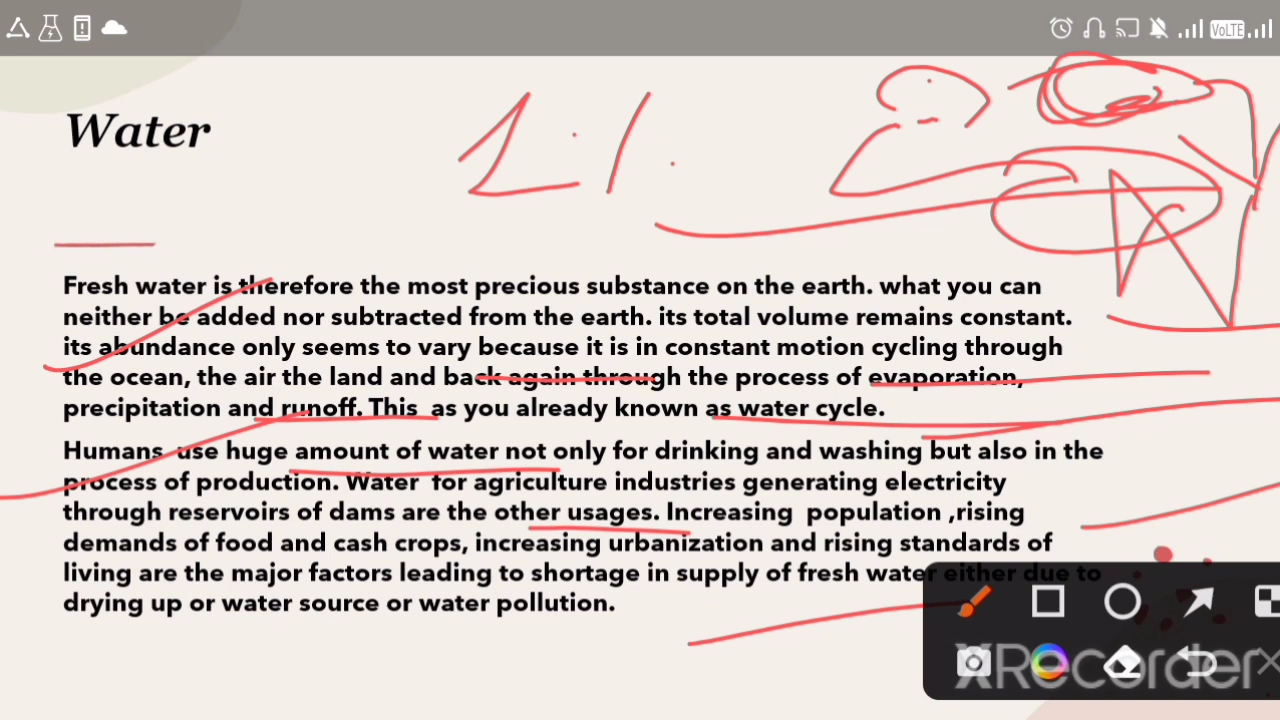 VoLTE
Water
Fresh water is therefore the most precious substance on the earth. what you can
neither be added nor subtracted from the earth. its total volume remains constant.
its abundance only seems to vary because it is in constant motion cycling through
the ocean, the air the land and back again through the process of evaporation,
precipitation and runoff. This as you already known as water cycle.
Humans use huge amount of water not only for drinking and washing but also in the
process of production. Water for agriculture industries generating electricity
through reservoirs of dams are the other usages. Increasing population ,rising
demands of food and cash crops, increasing urbanization and rising standards of
living are the major factors leading to shortage in supply of fresh water either due to
drying up or water source or water pollution.
XRecorder